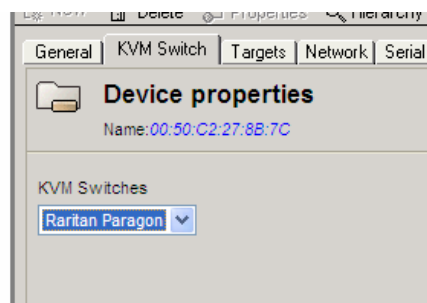 New Delete Properties Hierarchy
General KVM Switch Targets Network Serial
Device properties
Name:00:50:C2:27:8B:7C
KVM Switches
Raritan Paragon